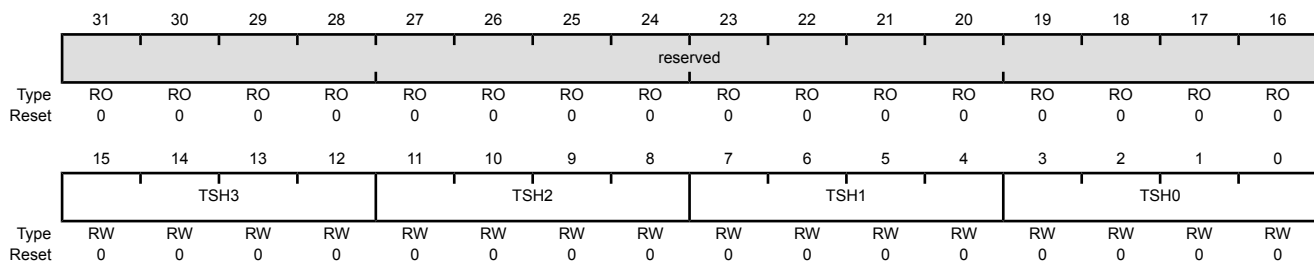 31 30 29 28 27 26 25 24 23 22 21 20 19 18 17 16
reserved
Type RO RO RO RO RO RO RO RO RO RO RO RO RO RO RO RO
Reset 0 0 0 0 0 0 0 0 0 0 0 0 0 0 0 0
15 14 13 12 11 10 9 8 7 6 5 4 3 2 1 0
TSH3 TSH2 TSH1 TSH0
Type RW RW RW RW RW RW RW RW RW RW RW RW RW RW RW RW
Reset 0 0 0 0 0 0 0 0 0 0 0 0 0 0 0 0